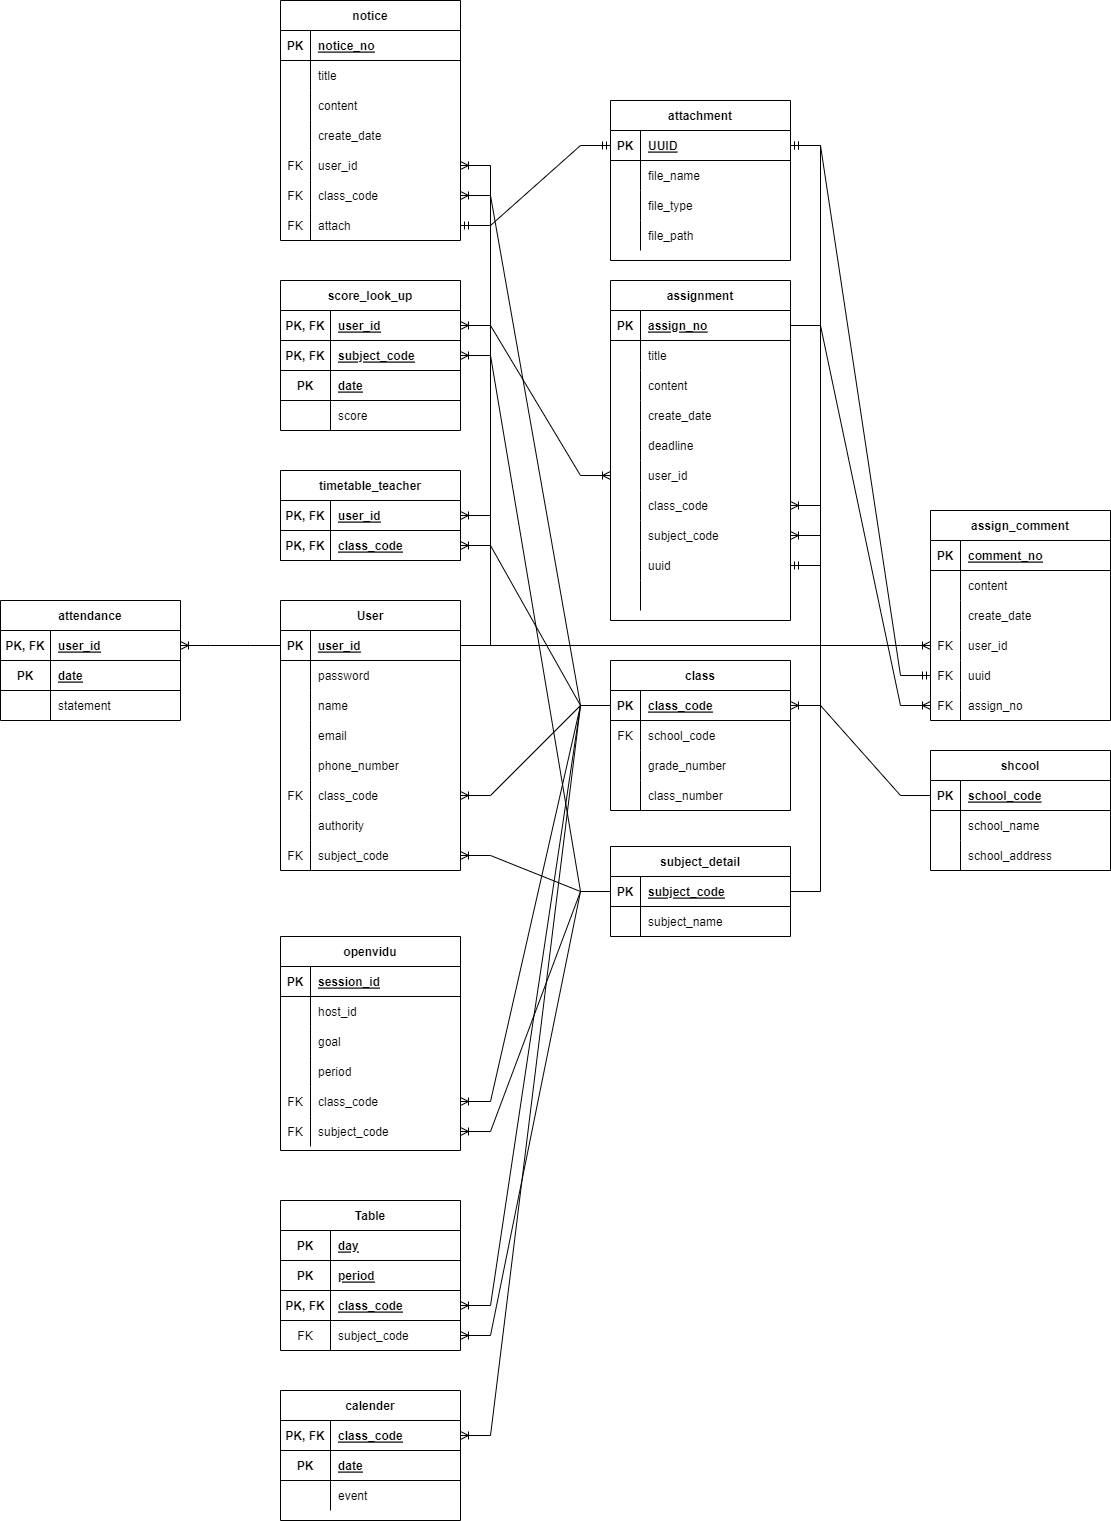 notice
PK notice_no
title
content
create_date
FK user_id
FK class_code
FK attach
attachment
PK UUID
file_name
file_type
file_path
score_look_up
PK, FK user_id
PK, FK subject_code
PK date
score
assignment
PK assign_no
title
content
create_date
deadline
user_id
class_code
subject_code
uuid
timetable_teacher
PK, FK user_id
PK, FK class_code
assign_comment
PK comment_no
content
create_date
FK user_id
FK uuid
FK assign_no
attendance
PK, FK user_id
PK date
statement
User
PK user_id
password
name
email
phone_number
FK class_code
authority
FK subject_code
class
PK class_code
FK school_code
grade_number
class_number
shcool
PK school_code
school_name
school_address
subject_detail
PK subject_code
subject_name
openvidu
PK session_id
host_id
goal
period
FK class_code
FK subject_code
Table
PK day
PK period
PK, FK class_code
FK subject_code
calender
PK, FK class_code
PK date
event